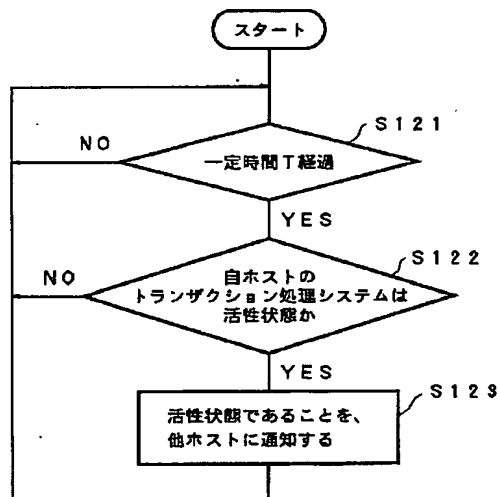 スタート
S121
NO
一定時間T経過
YES
S122
NO
自ホストの
トランザクション処理システムは
活性状態か
YES
S123
活性状態であることを、
他ホストに通知する